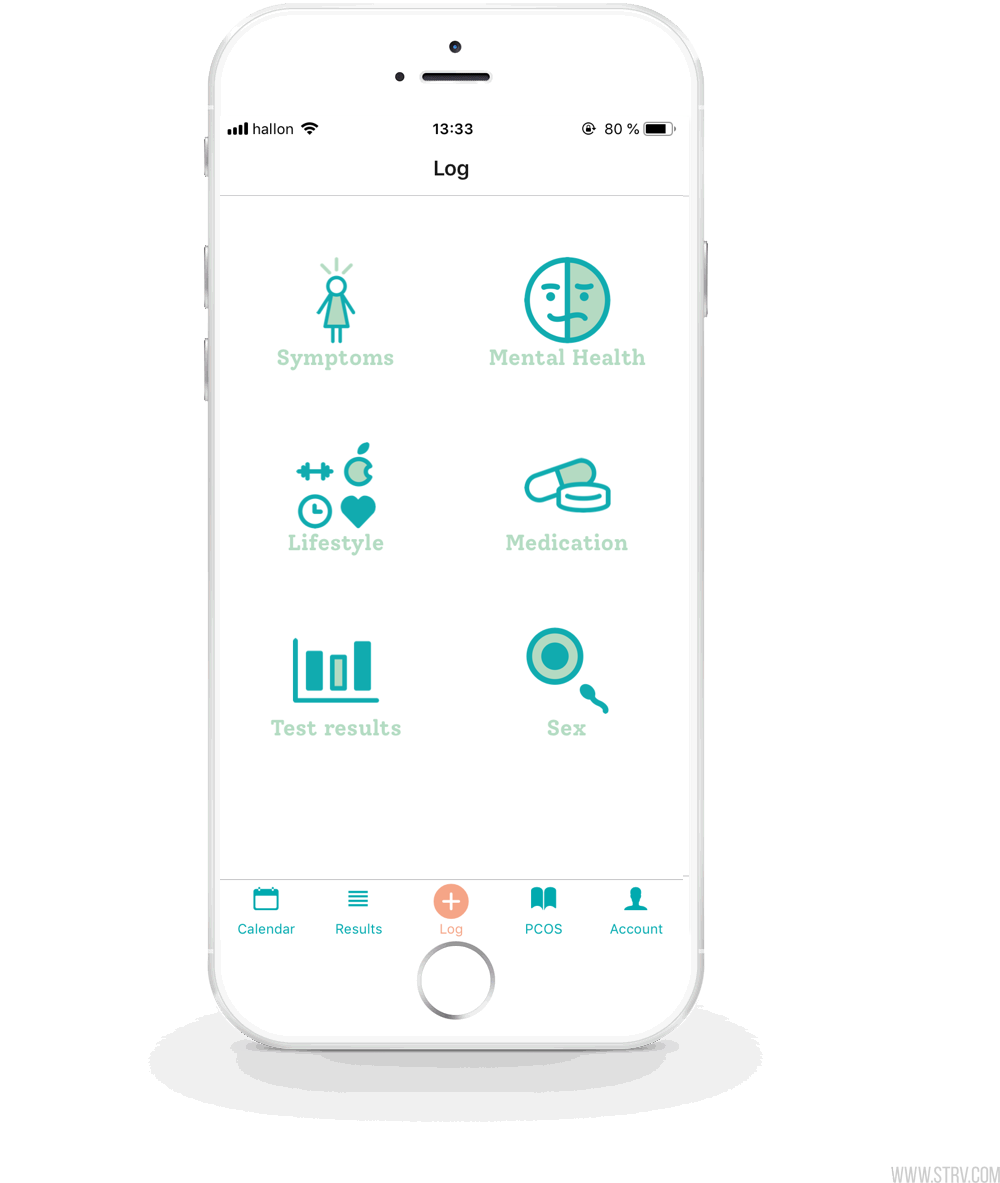 hallon 13:33 80 %
Log
Symptoms Mental Health
Lifestyle Medication
Test results Sex
Calendar Results Log PCOS Account
WWW.STRV.COM